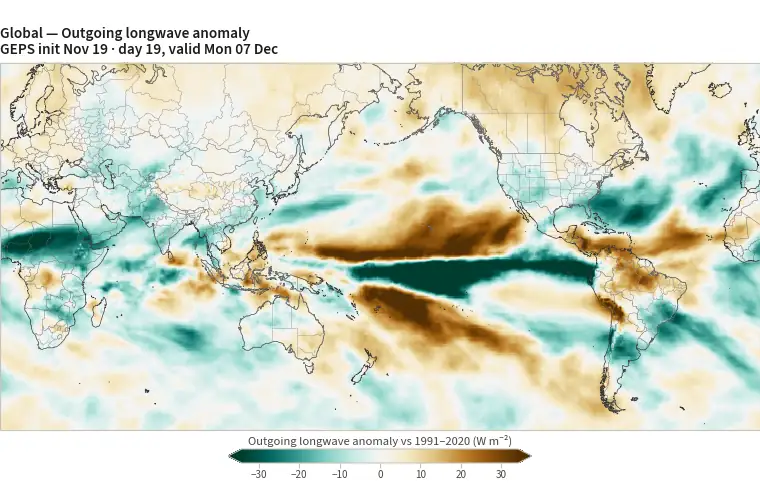 Global — Outgoing longwave anomaly
GEPS init Nov 19 · day 19, valid Mon 07 Dec
Outgoing longwave anomaly vs 1991–2020 (W m⁻²)
−30 −20 −10 0 10 20 30